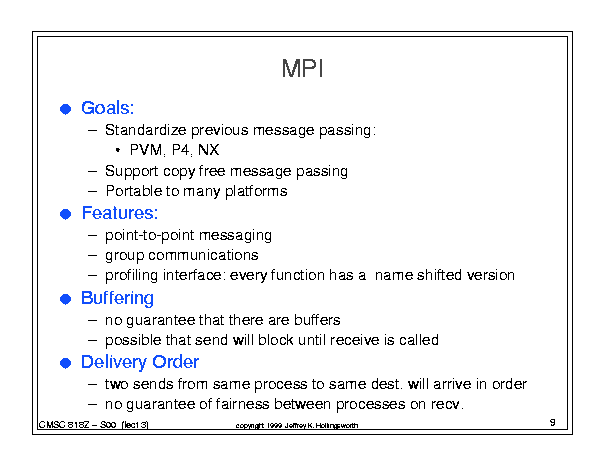 MPI
● Goals:
– Standardize previous message passing:
• PVM, P4, NX
– Support copy free message passing
– Portable to many platforms
● Features:
– point-to-point messaging
– group communications
– profiling interface: every function has a name shifted version
● Buffering
– no guarantee that there are buffers
– possible that send will block until receive is called
● Delivery Order
– two sends from same process to same dest. will arrive in order
– no guarantee of fairness between processes on recv.
CMSC 818Z – S00 (lect 3) copyright 1999 Jeffrey K. Hollingsworth 9